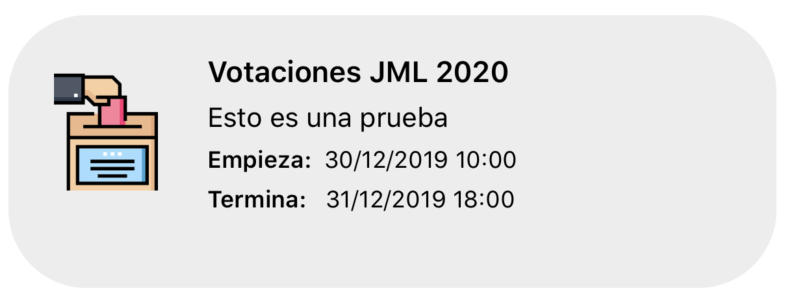 Votaciones JML 2020
Esto es una prueba
Empieza: 30/12/2019 10:00
Termina: 31/12/2019 18:00